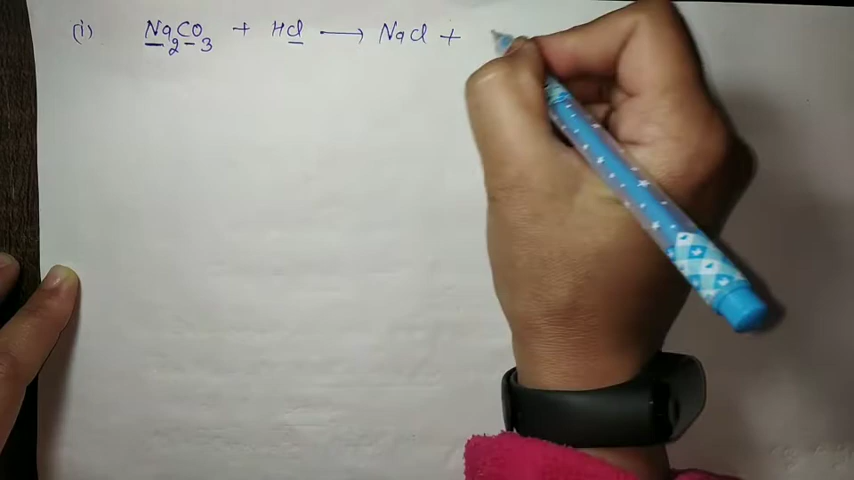 (i) Na2CO3 + HCl ⟶ NaCl +